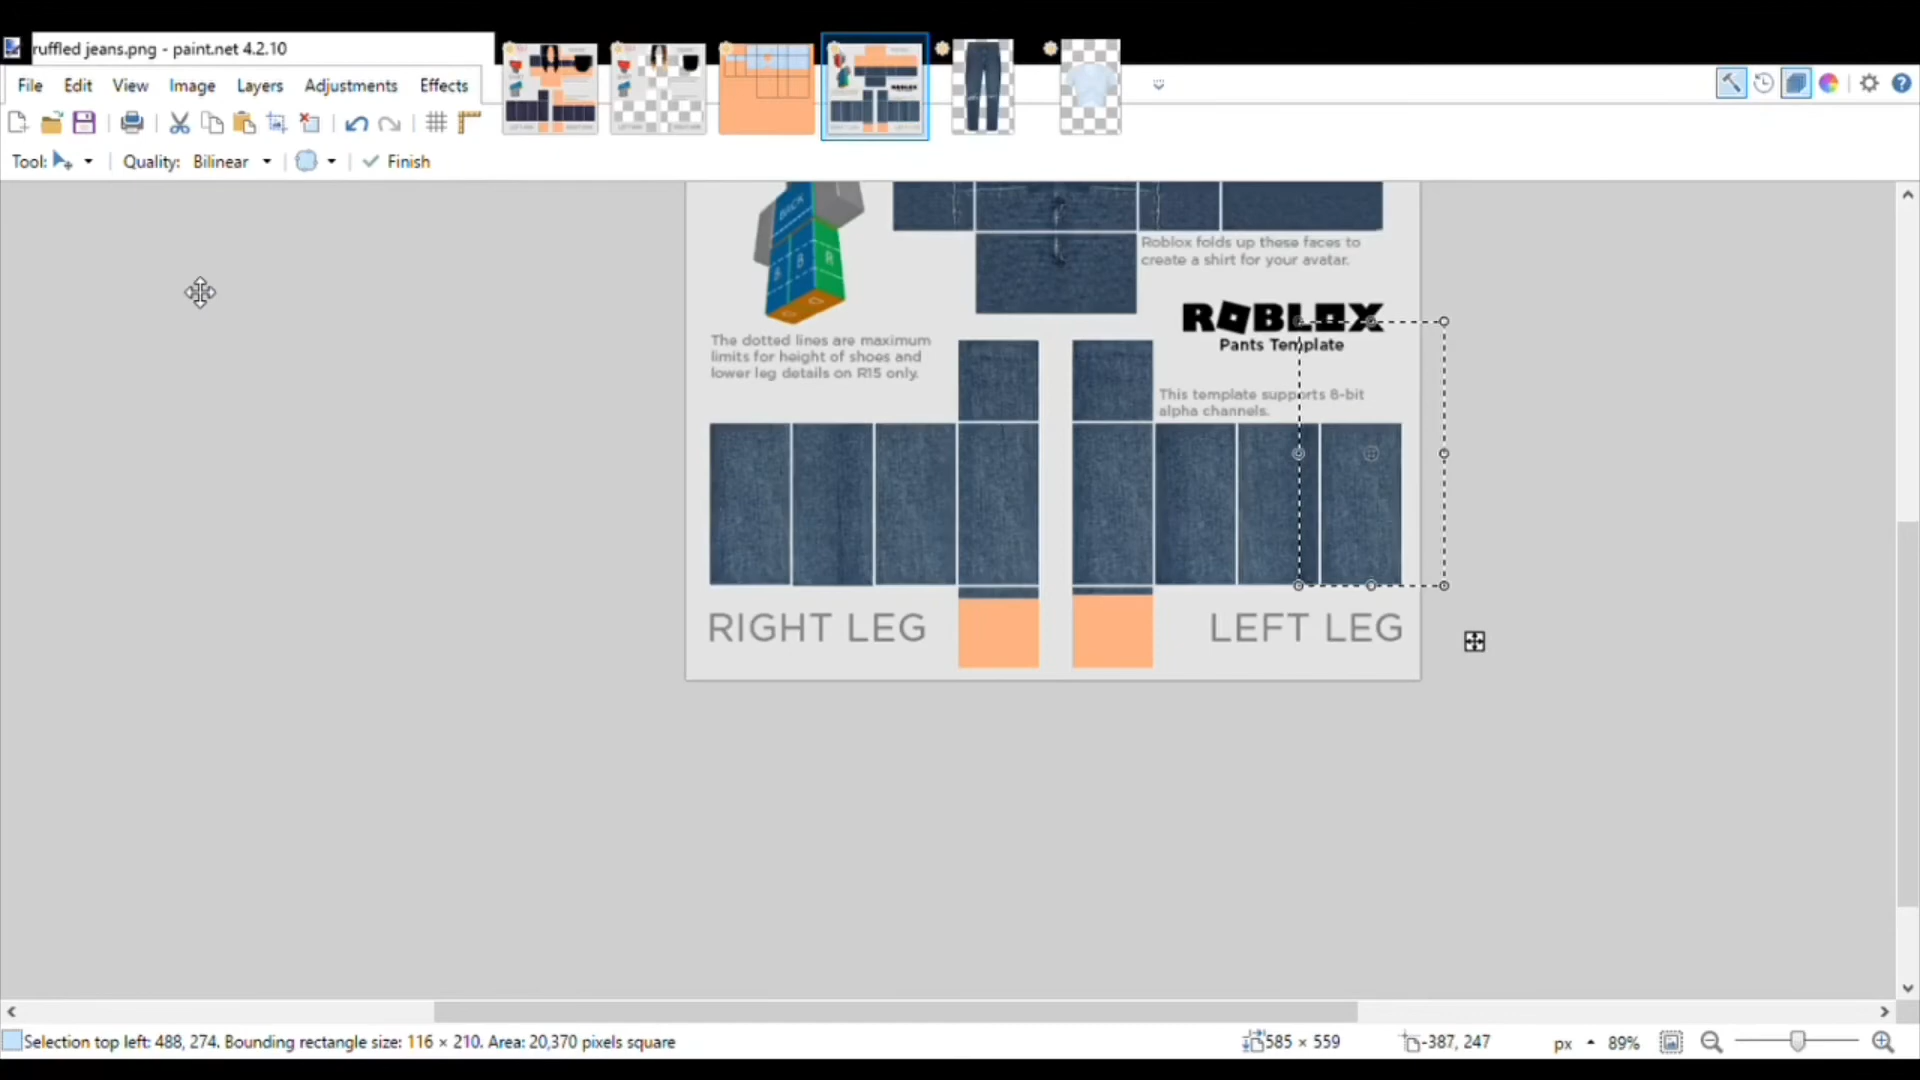 ruffled jeans.png - paint.net 4.2.10
File Edit View Image Layers Adjustments Effects
Tool: Quality: Bilinear Finish
BACK
B B R
Roblox folds up these faces to
create a shirt for your avatar.
ROBLOX
Pants Template
The dotted lines are maximum
limits for height of shoes and
lower leg details on R15 only.
This template supports 8-bit
alpha channels.
RIGHT LEG
LEFT LEG
Selection top left: 488, 274. Bounding rectangle size: 116 × 210. Area: 20,370 pixels square
585 × 559
-387, 247
px
89%